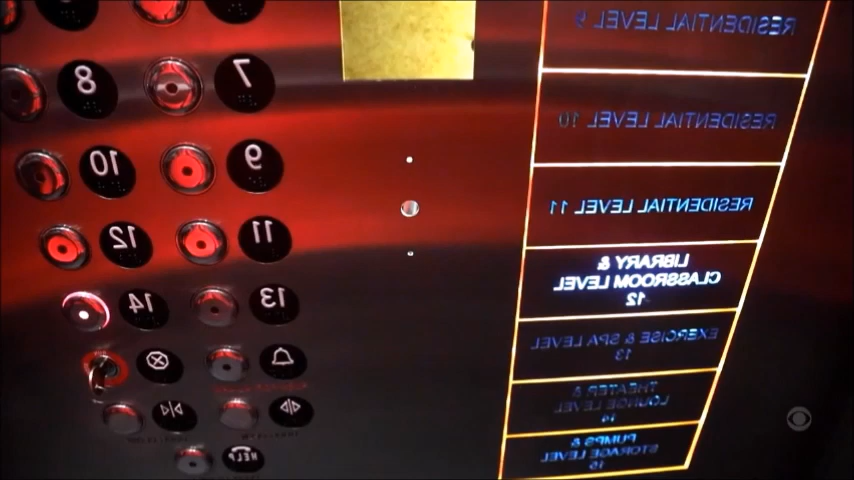 8
7
10
9
12
11
14
13
HELP
RESIDENTIAL LEVEL 9
RESIDENTIAL LEVEL 10
RESIDENTIAL LEVEL 11
LIBRARY &
CLASSROOM LEVEL
12
EXERCISE & SPA LEVEL
13
THEATER &
LOUNGE LEVEL
14
PUMPS &
STORAGE LEVEL
15